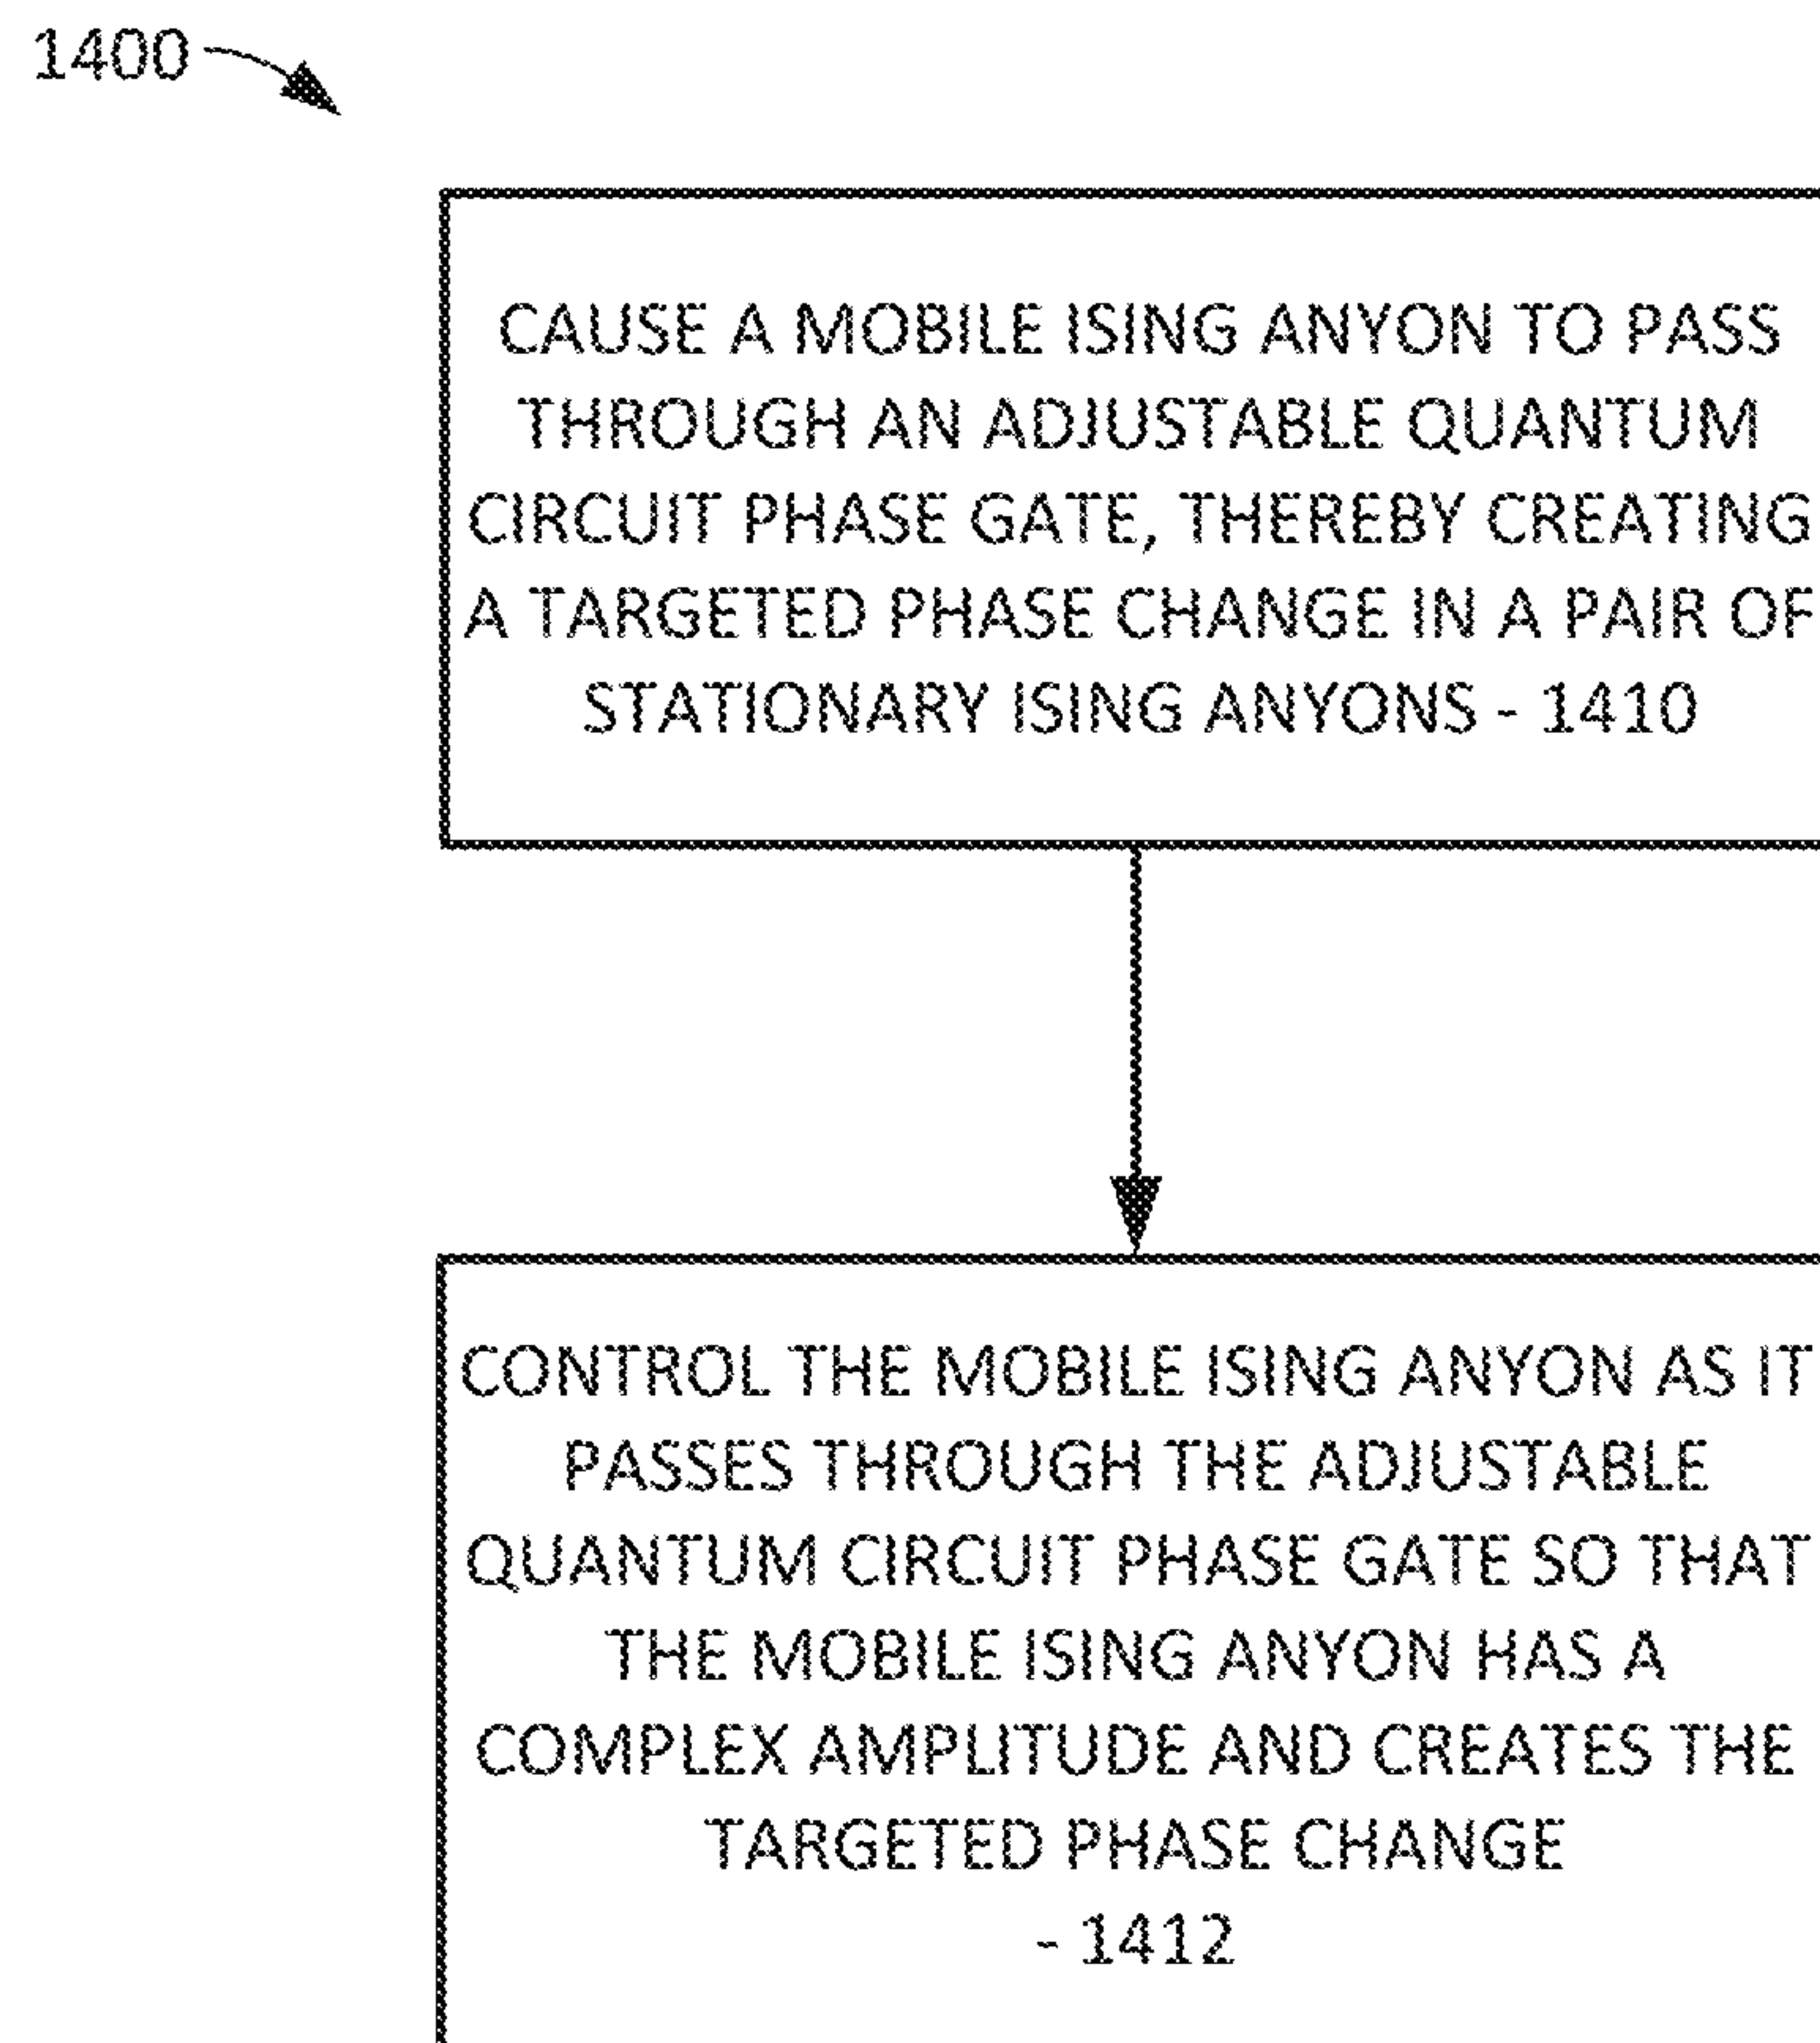 1400
CAUSE A MOBILE ISING ANYON TO PASS
THROUGH AN ADJUSTABLE QUANTUM
CIRCUIT PHASE GATE, THEREBY CREATING
A TARGETED PHASE CHANGE IN A PAIR OF
STATIONARY ISING ANYONS - 1410
CONTROL THE MOBILE ISING ANYON AS IT
PASSES THROUGH THE ADJUSTABLE
QUANTUM CIRCUIT PHASE GATE SO THAT
THE MOBILE ISING ANYON HAS A
COMPLEX AMPLITUDE AND CREATES THE
TARGETED PHASE CHANGE
- 1412